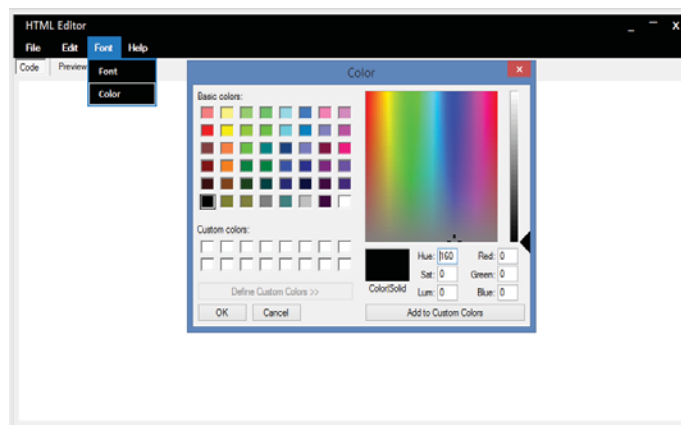 HTML Editor
_ – X
File Edit Font Help
Code Preview
Font
Color
Color
x
Basic colors:
Custom colors:
Define Custom Colors >>
OK Cancel
Color|Solid
Hue: 160 Red: 0
Sat: 0 Green: 0
Lum: 0 Blue: 0
Add to Custom Colors